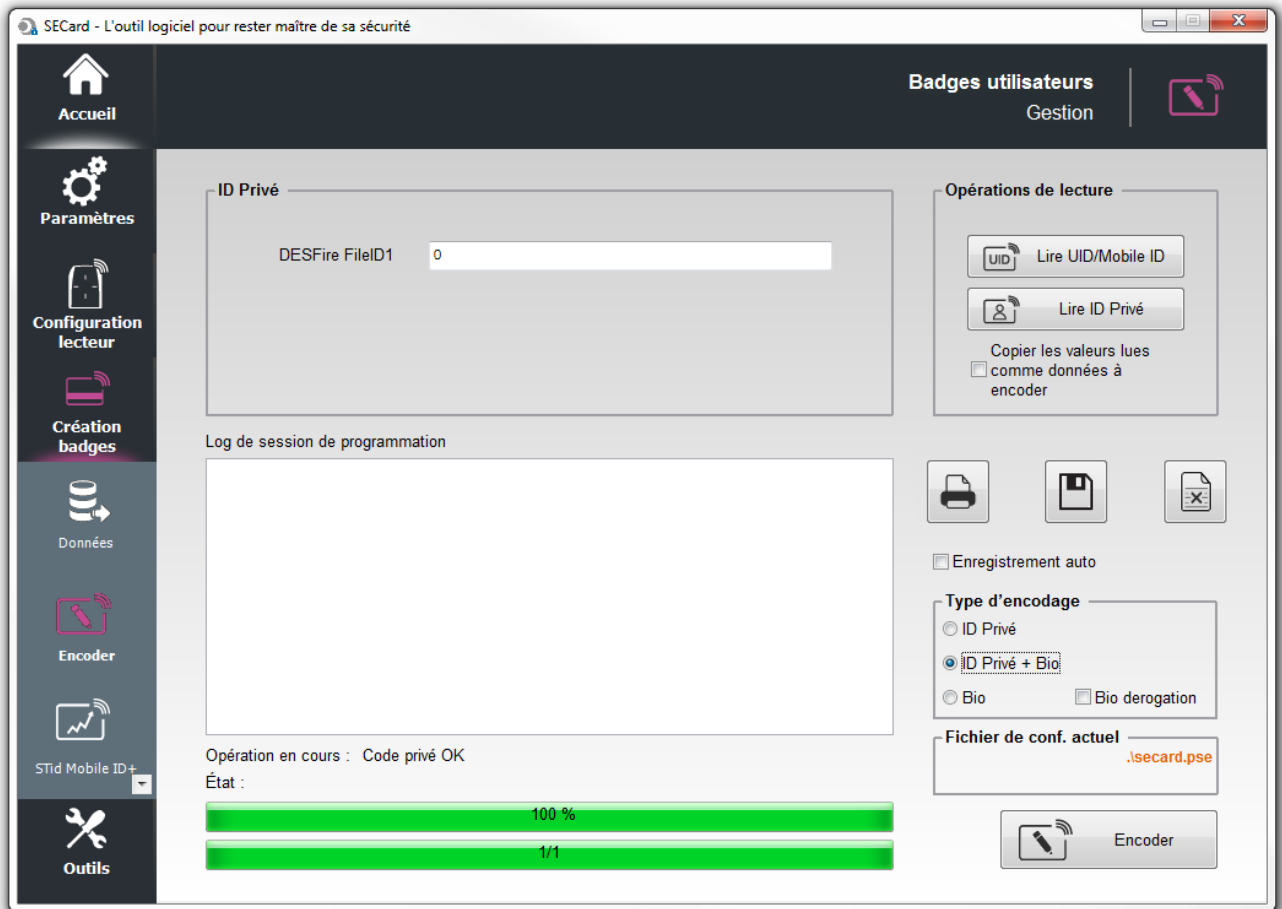 SECard - L'outil logiciel pour rester maître de sa sécurité
Accueil
Badges utilisateurs
Gestion
Paramètres
Configuration
lecteur
Création
badges
Données
Encoder
STid Mobile ID+
Outils
ID Privé
DESFire FileID1 0
Opérations de lecture
UID Lire UID/Mobile ID
Lire ID Privé
Copier les valeurs lues
comme données à
encoder
Log de session de programmation
Enregistrement auto
Type d'encodage
ID Privé
ID Privé + Bio
Bio Bio derogation
Fichier de conf. actuel
.\secard.pse
Opération en cours : Code privé OK
État :
100 %
1/1
Encoder